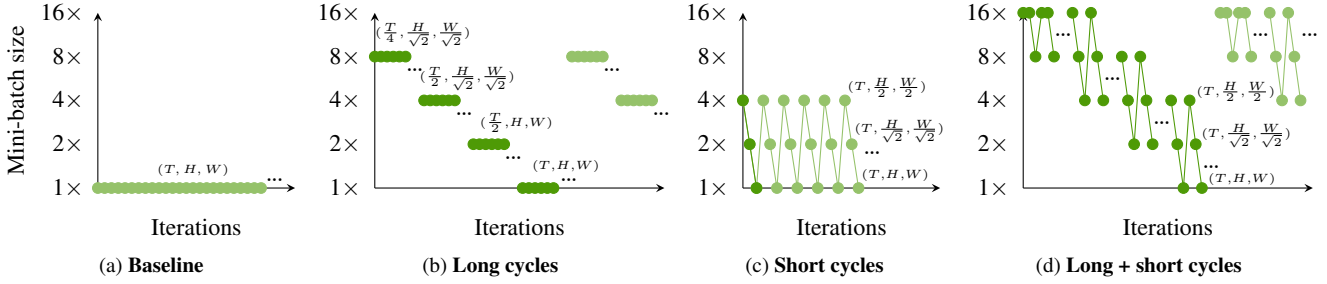 Mini-batch size
16×
8×
4×
2×
1×
(T, H, W)
...
Iterations
(a) Baseline
16×
8×
4×
2×
1×
(T/4, H/√2, W/√2)
...
(T/2, H/√2, W/√2)
...
(T/2, H, W)
...
(T, H, W)
...
...
...
Iterations
(b) Long cycles
16×
8×
4×
2×
1×
(T, H/2, W/2)
(T, H/√2, W/√2)
...
(T, H, W)
Iterations
(c) Short cycles
16×
8×
4×
2×
1×
...
...
...
...
...
...
(T, H/2, W/2)
(T, H/√2, W/√2)
(T, H, W)
Iterations
(d) Long + short cycles